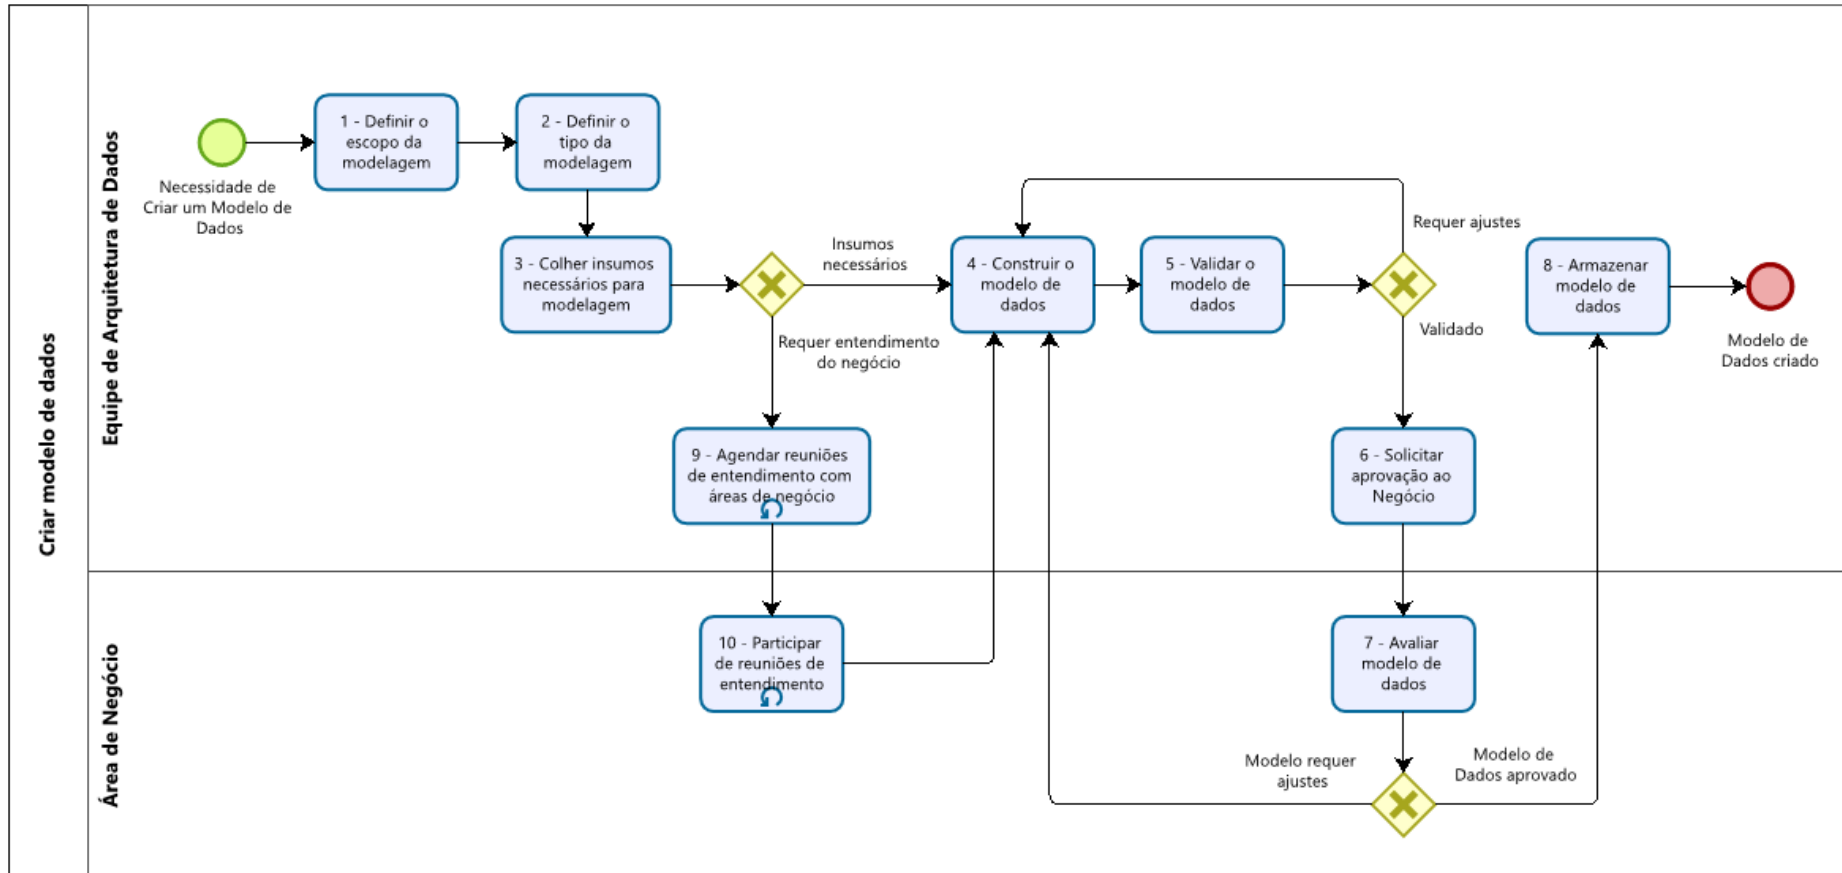 Criar modelo de dados
Equipe de Arquitetura de Dados
Necessidade de
Criar um Modelo de
Dados
1 - Definir o
escopo da
modelagem
2 - Definir o
tipo da
modelagem
3 - Colher insumos
necessários para
modelagem
Insumos
necessários
Requer entendimento
do negócio
4 - Construir o
modelo de
dados
5 - Validar o
modelo de
dados
Requer ajustes
Validado
8 - Armazenar
modelo de
dados
Modelo de
Dados criado
9 - Agendar reuniões
de entendimento com
áreas de negócio
6 - Solicitar
aprovação ao
Negócio
Área de Negócio
10 - Participar
de reuniões de
entendimento
7 - Avaliar
modelo de
dados
Modelo requer
ajustes
Modelo de
Dados aprovado